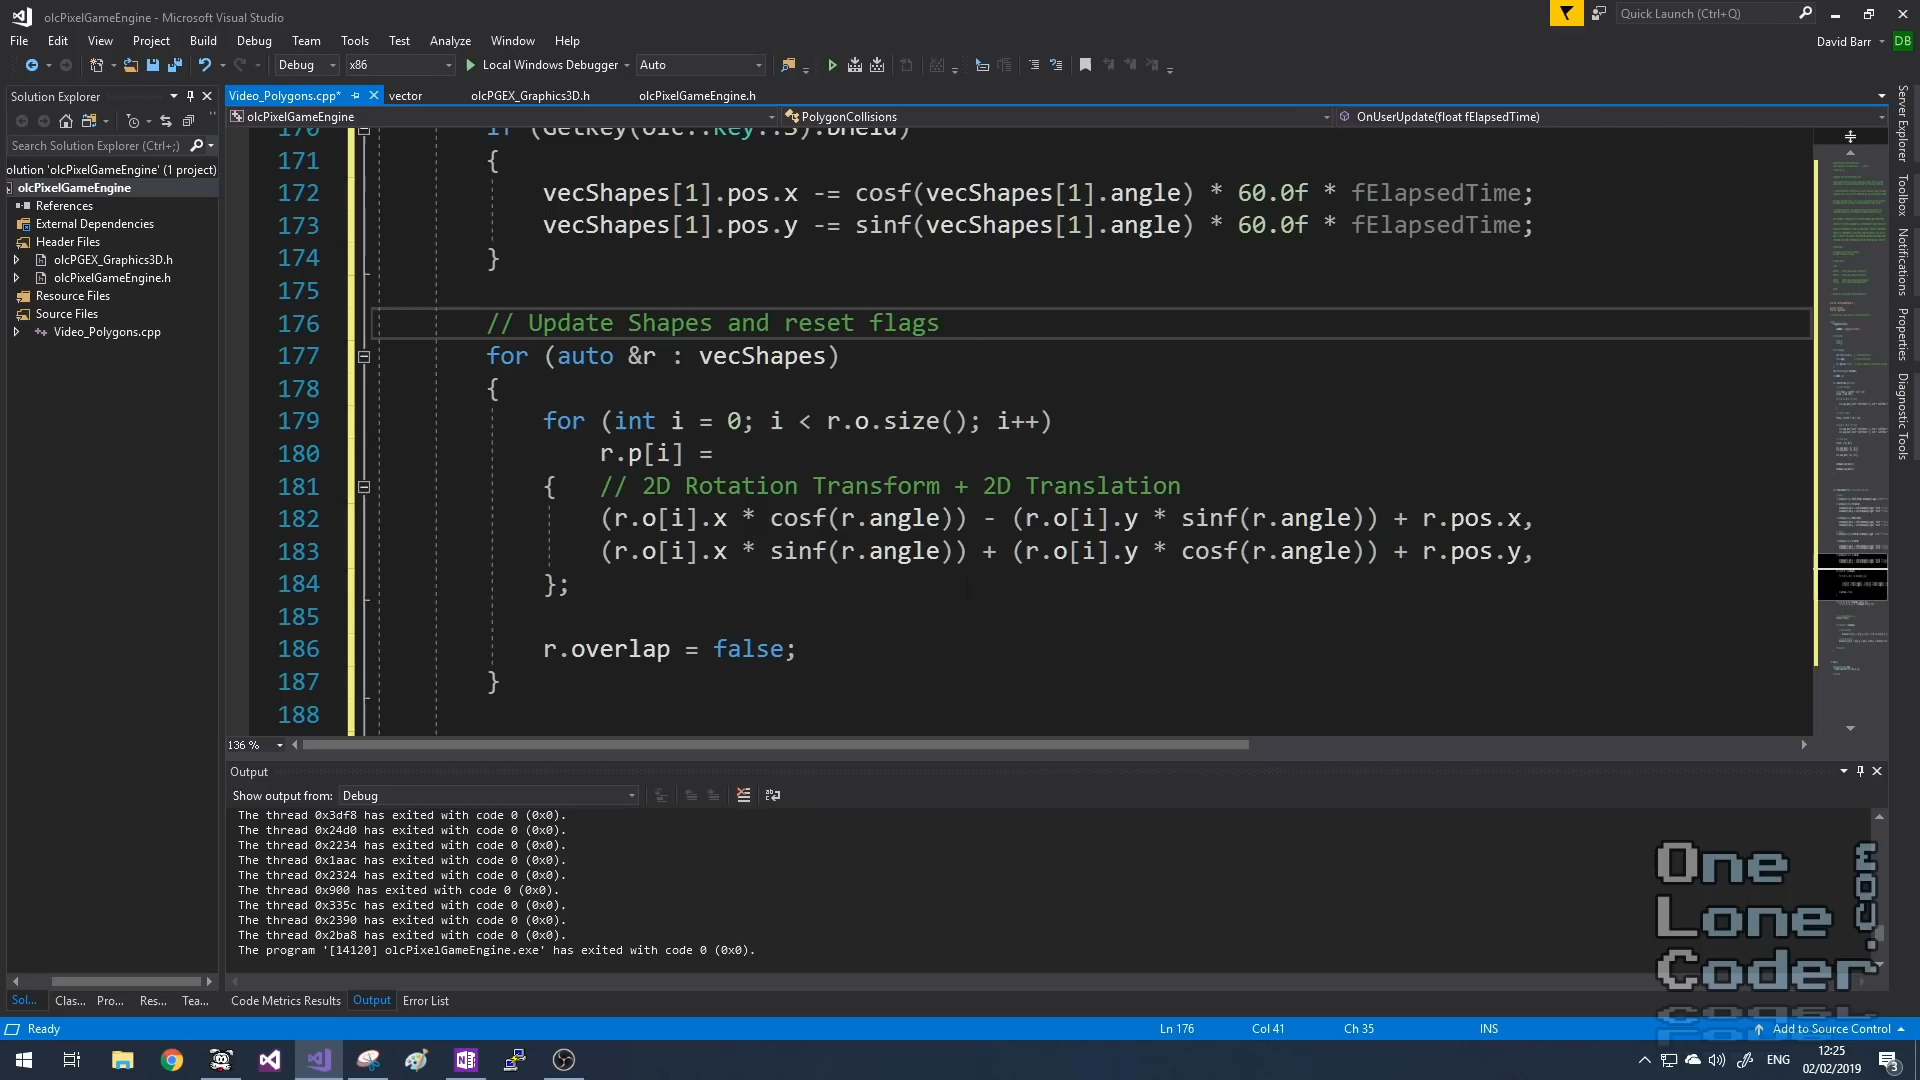 olcPixelGameEngine - Microsoft Visual Studio
Quick Launch (Ctrl+Q)
File Edit View Project Build Debug Team Tools Test Analyze Window Help
David Barr DB
Debug x86 Local Windows Debugger Auto
Solution Explorer
Video_Polygons.cpp* vector olcPGEX_Graphics3D.h olcPixelGameEngine.h
olcPixelGameEngine PolygonCollisions OnUserUpdate(float fElapsedTime)
Search Solution Explorer (Ctrl+;)
olution 'olcPixelGameEngine' (1 project)
olcPixelGameEngine
References
External Dependencies
Header Files
olcPGEX_Graphics3D.h
olcPixelGameEngine.h
Resource Files
Source Files
Video_Polygons.cpp
170 if (GetKey(olc::Key::S).bHeld)
171 {
172 vecShapes[1].pos.x -= cosf(vecShapes[1].angle) * 60.0f * fElapsedTime;
173 vecShapes[1].pos.y -= sinf(vecShapes[1].angle) * 60.0f * fElapsedTime;
174 }
175
176 // Update Shapes and reset flags
177 for (auto &r : vecShapes)
178 {
179 for (int i = 0; i < r.o.size(); i++)
180 r.p[i] =
181 { // 2D Rotation Transform + 2D Translation
182 (r.o[i].x * cosf(r.angle)) - (r.o[i].y * sinf(r.angle)) + r.pos.x,
183 (r.o[i].x * sinf(r.angle)) + (r.o[i].y * cosf(r.angle)) + r.pos.y,
184 };
185
186 r.overlap = false;
187 }
188
136 %
Server Explorer
Toolbox
Notifications
Properties
Diagnostic Tools
Output
Show output from: Debug
The thread 0x3df8 has exited with code 0 (0x0).
The thread 0x24d0 has exited with code 0 (0x0).
The thread 0x2234 has exited with code 0 (0x0).
The thread 0x1aac has exited with code 0 (0x0).
The thread 0x2324 has exited with code 0 (0x0).
The thread 0x900 has exited with code 0 (0x0).
The thread 0x335c has exited with code 0 (0x0).
The thread 0x2390 has exited with code 0 (0x0).
The thread 0x2ba8 has exited with code 0 (0x0).
The program '[14120] olcPixelGameEngine.exe' has exited with code 0 (0x0).
One
Lone
Coder
.com
Sol... Clas... Pro... Res... Tea... Code Metrics Results Output Error List
Ready Ln 176 Col 41 Ch 35 INS Add to Source Control
ENG 12:25
02/02/2019
3